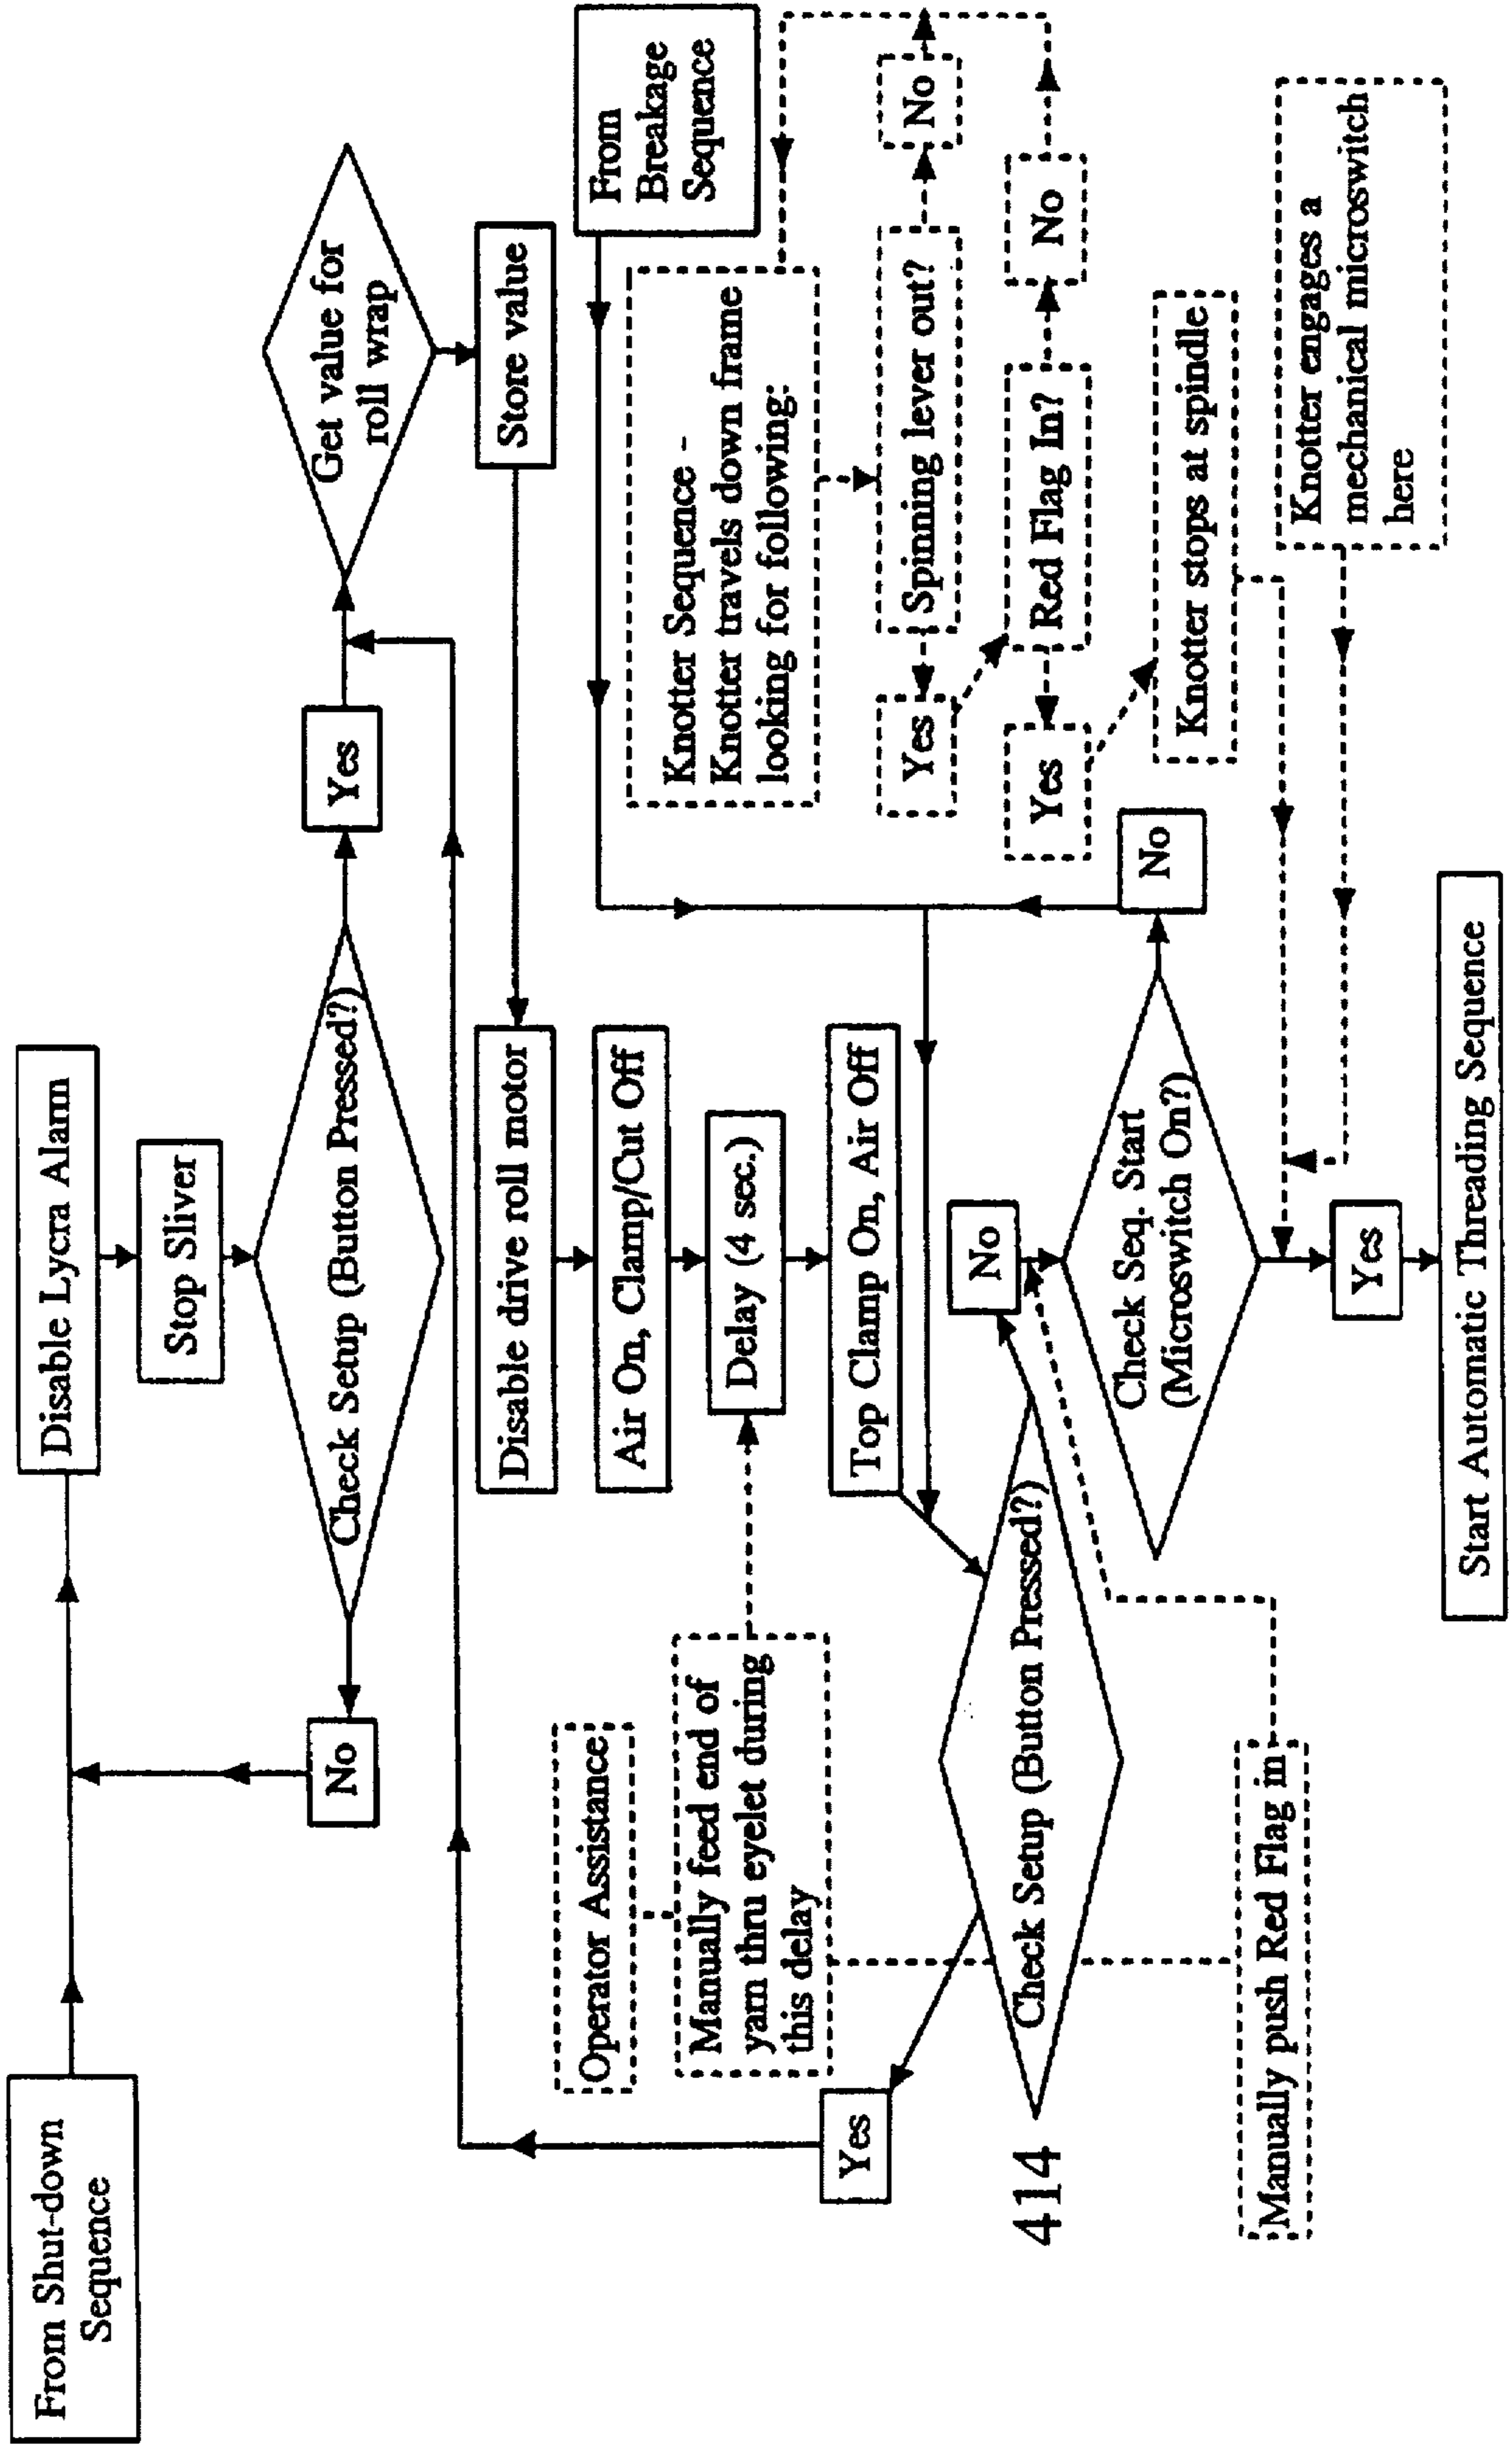 From Shut-down
Sequence
Disable Lycra Alarm
Stop Sliver
No
Check Setup (Button Pressed?)
Yes
Get value for
roll wrap
Store value
Disable drive roll motor
Air On, Clamp/Cut Off
Delay (4 sec.)
Top Clamp On, Air Off
Operator Assistance
Manually feed end of
yarn thru eyelet during
this delay
From
Breakage
Sequence
Knotter Sequence -
Knotter travels down frame
looking for following:
Yes
Spinning lever out?
No
Yes
Red Flag In?
No
Knotter stops at spindle
Knotter engages a
mechanical microswitch
here
Yes
414
Check Setup (Button Pressed?)
No
Manually push Red Flag in
Check Seq. Start
(Microswitch On?)
No
Yes
Start Automatic Threading Sequence